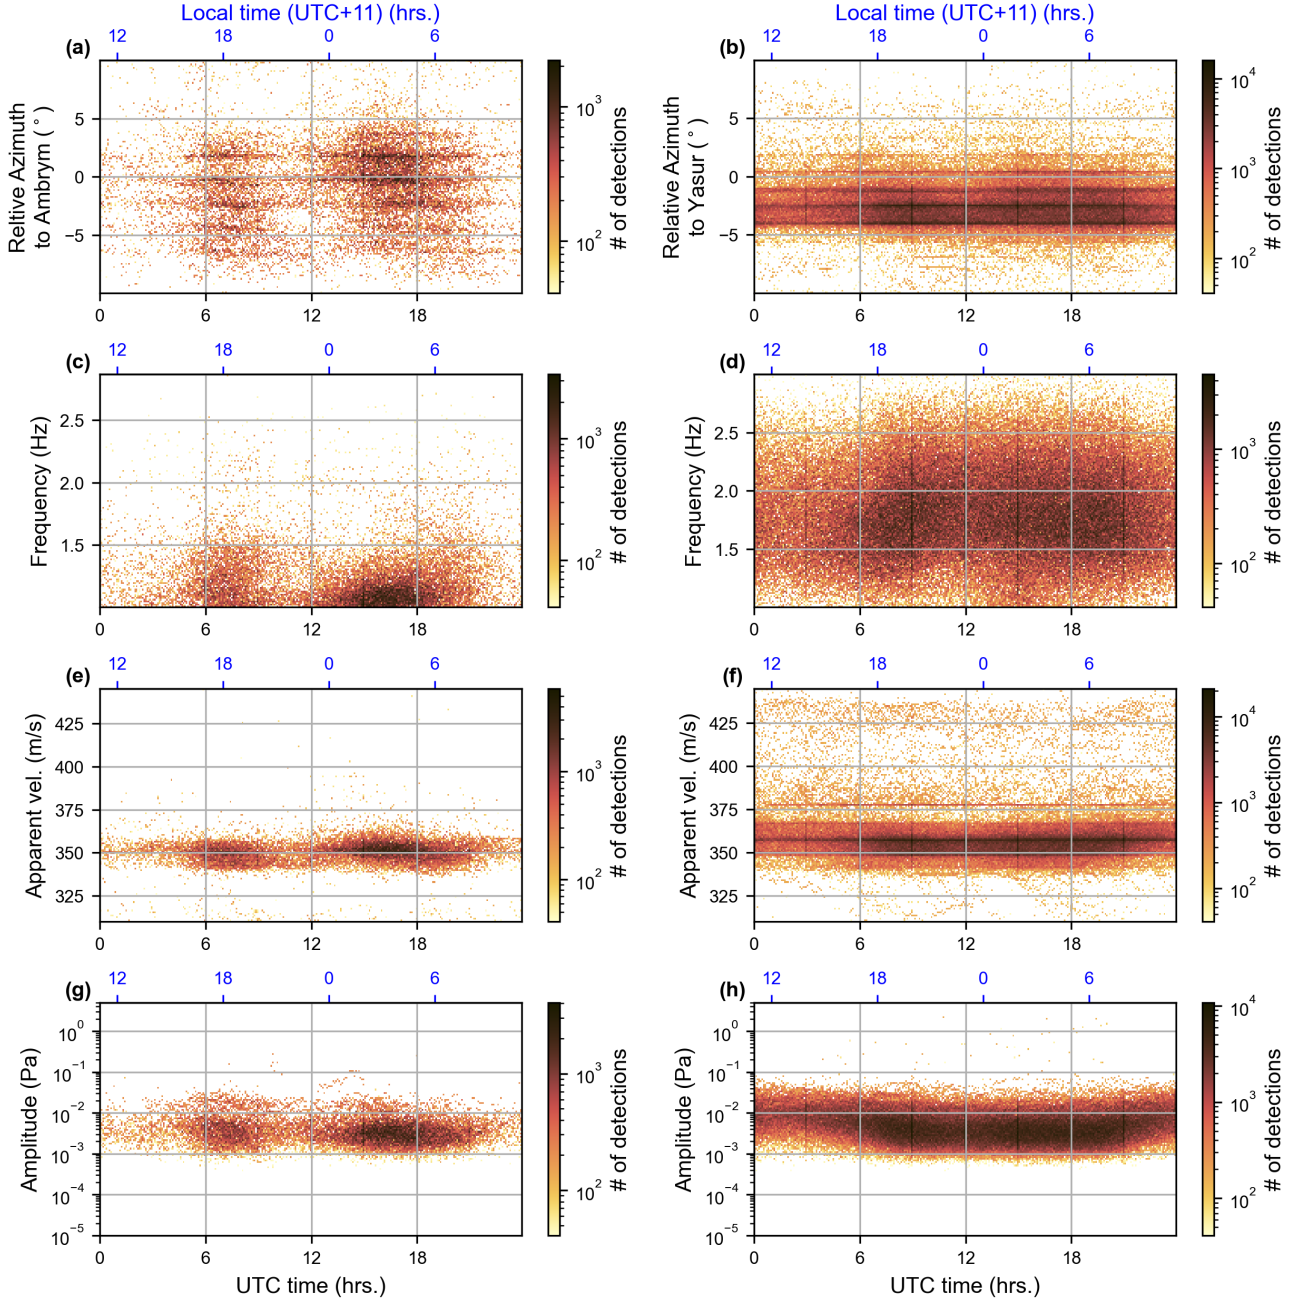 Local time (UTC+11) (hrs.)
Local time (UTC+11) (hrs.)
12 18 0 6
12 18 0 6
(a)
(b)
Reltive Azimuth
to Ambrym ( ° )
5
0
−5
0 6 12 18
10³
10²
# of detections
Relative Azimuth
to Yasur ( ° )
5
0
−5
0 6 12 18
10⁴
10³
10²
# of detections
12 18 0 6
12 18 0 6
(c)
(d)
Frequency (Hz)
2.5
2.0
1.5
0 6 12 18
10³
10²
# of detections
Frequency (Hz)
2.5
2.0
1.5
0 6 12 18
10³
10²
# of detections
12 18 0 6
12 18 0 6
(e)
(f)
Apparent vel. (m/s)
425
400
375
350
325
0 6 12 18
10³
10²
# of detections
Apparent vel. (m/s)
425
400
375
350
325
0 6 12 18
10⁴
10³
10²
# of detections
12 18 0 6
12 18 0 6
(g)
(h)
Amplitude (Pa)
10⁰
10⁻¹
10⁻²
10⁻³
10⁻⁴
10⁻⁵
0 6 12 18
UTC time (hrs.)
10³
10²
# of detections
Amplitude (Pa)
10⁰
10⁻¹
10⁻²
10⁻³
10⁻⁴
10⁻⁵
0 6 12 18
UTC time (hrs.)
10⁴
10³
10²
# of detections